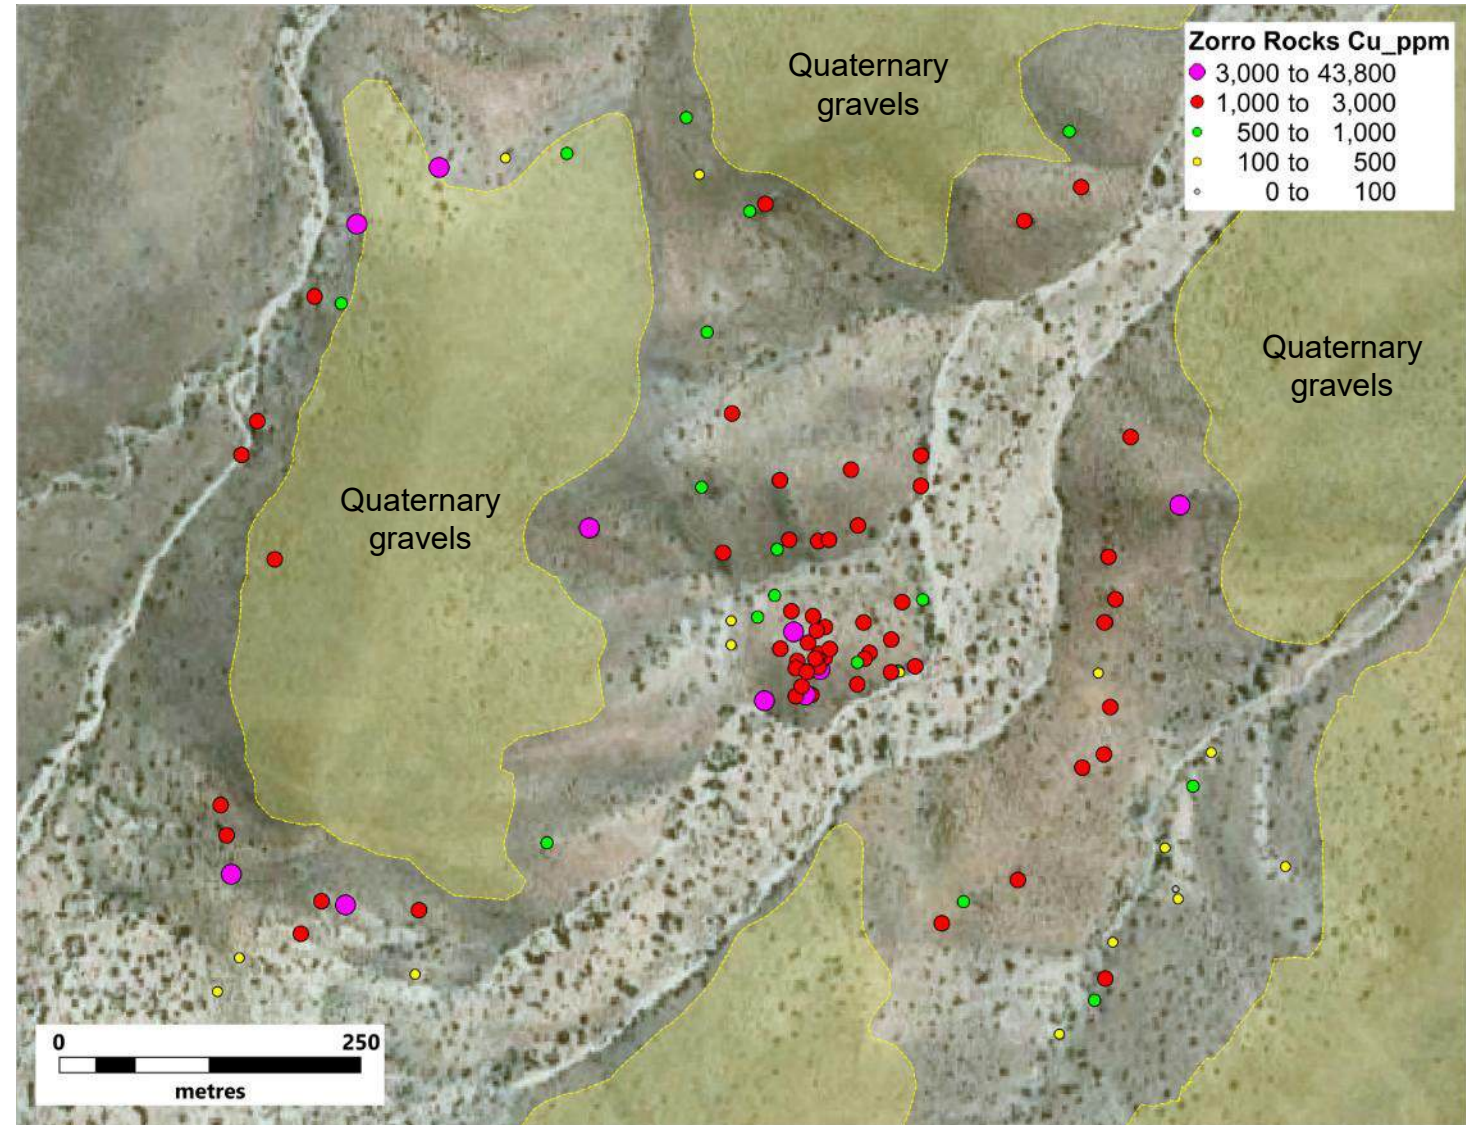 Quaternary
gravels
Zorro Rocks Cu_ppm
3,000 to 43,800
1,000 to 3,000
500 to 1,000
100 to 500
0 to 100
Quaternary
gravels
Quaternary
gravels
0 250
metres